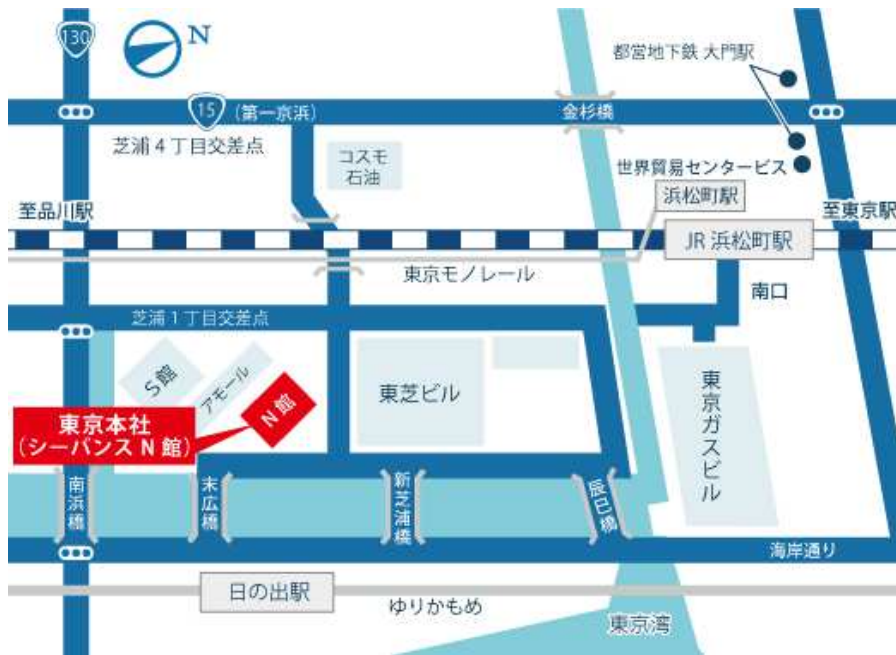 130
N
都営地下鉄 大門駅
15
(第一京浜)
金杉橋
芝浦4丁目交差点
コスモ
石油
世界貿易センタービス
浜松町駅
至品川駅
至東京駅
JR 浜松町駅
東京モノレール
南口
芝浦1丁目交差点
S館
アモール
N館
東芝ビル
東京ガスビル
東京本社
(シーバンス N 館)
南浜橋
末広橋
新芝浦橋
辰巳橋
海岸通り
日の出駅
ゆりかもめ
東京湾